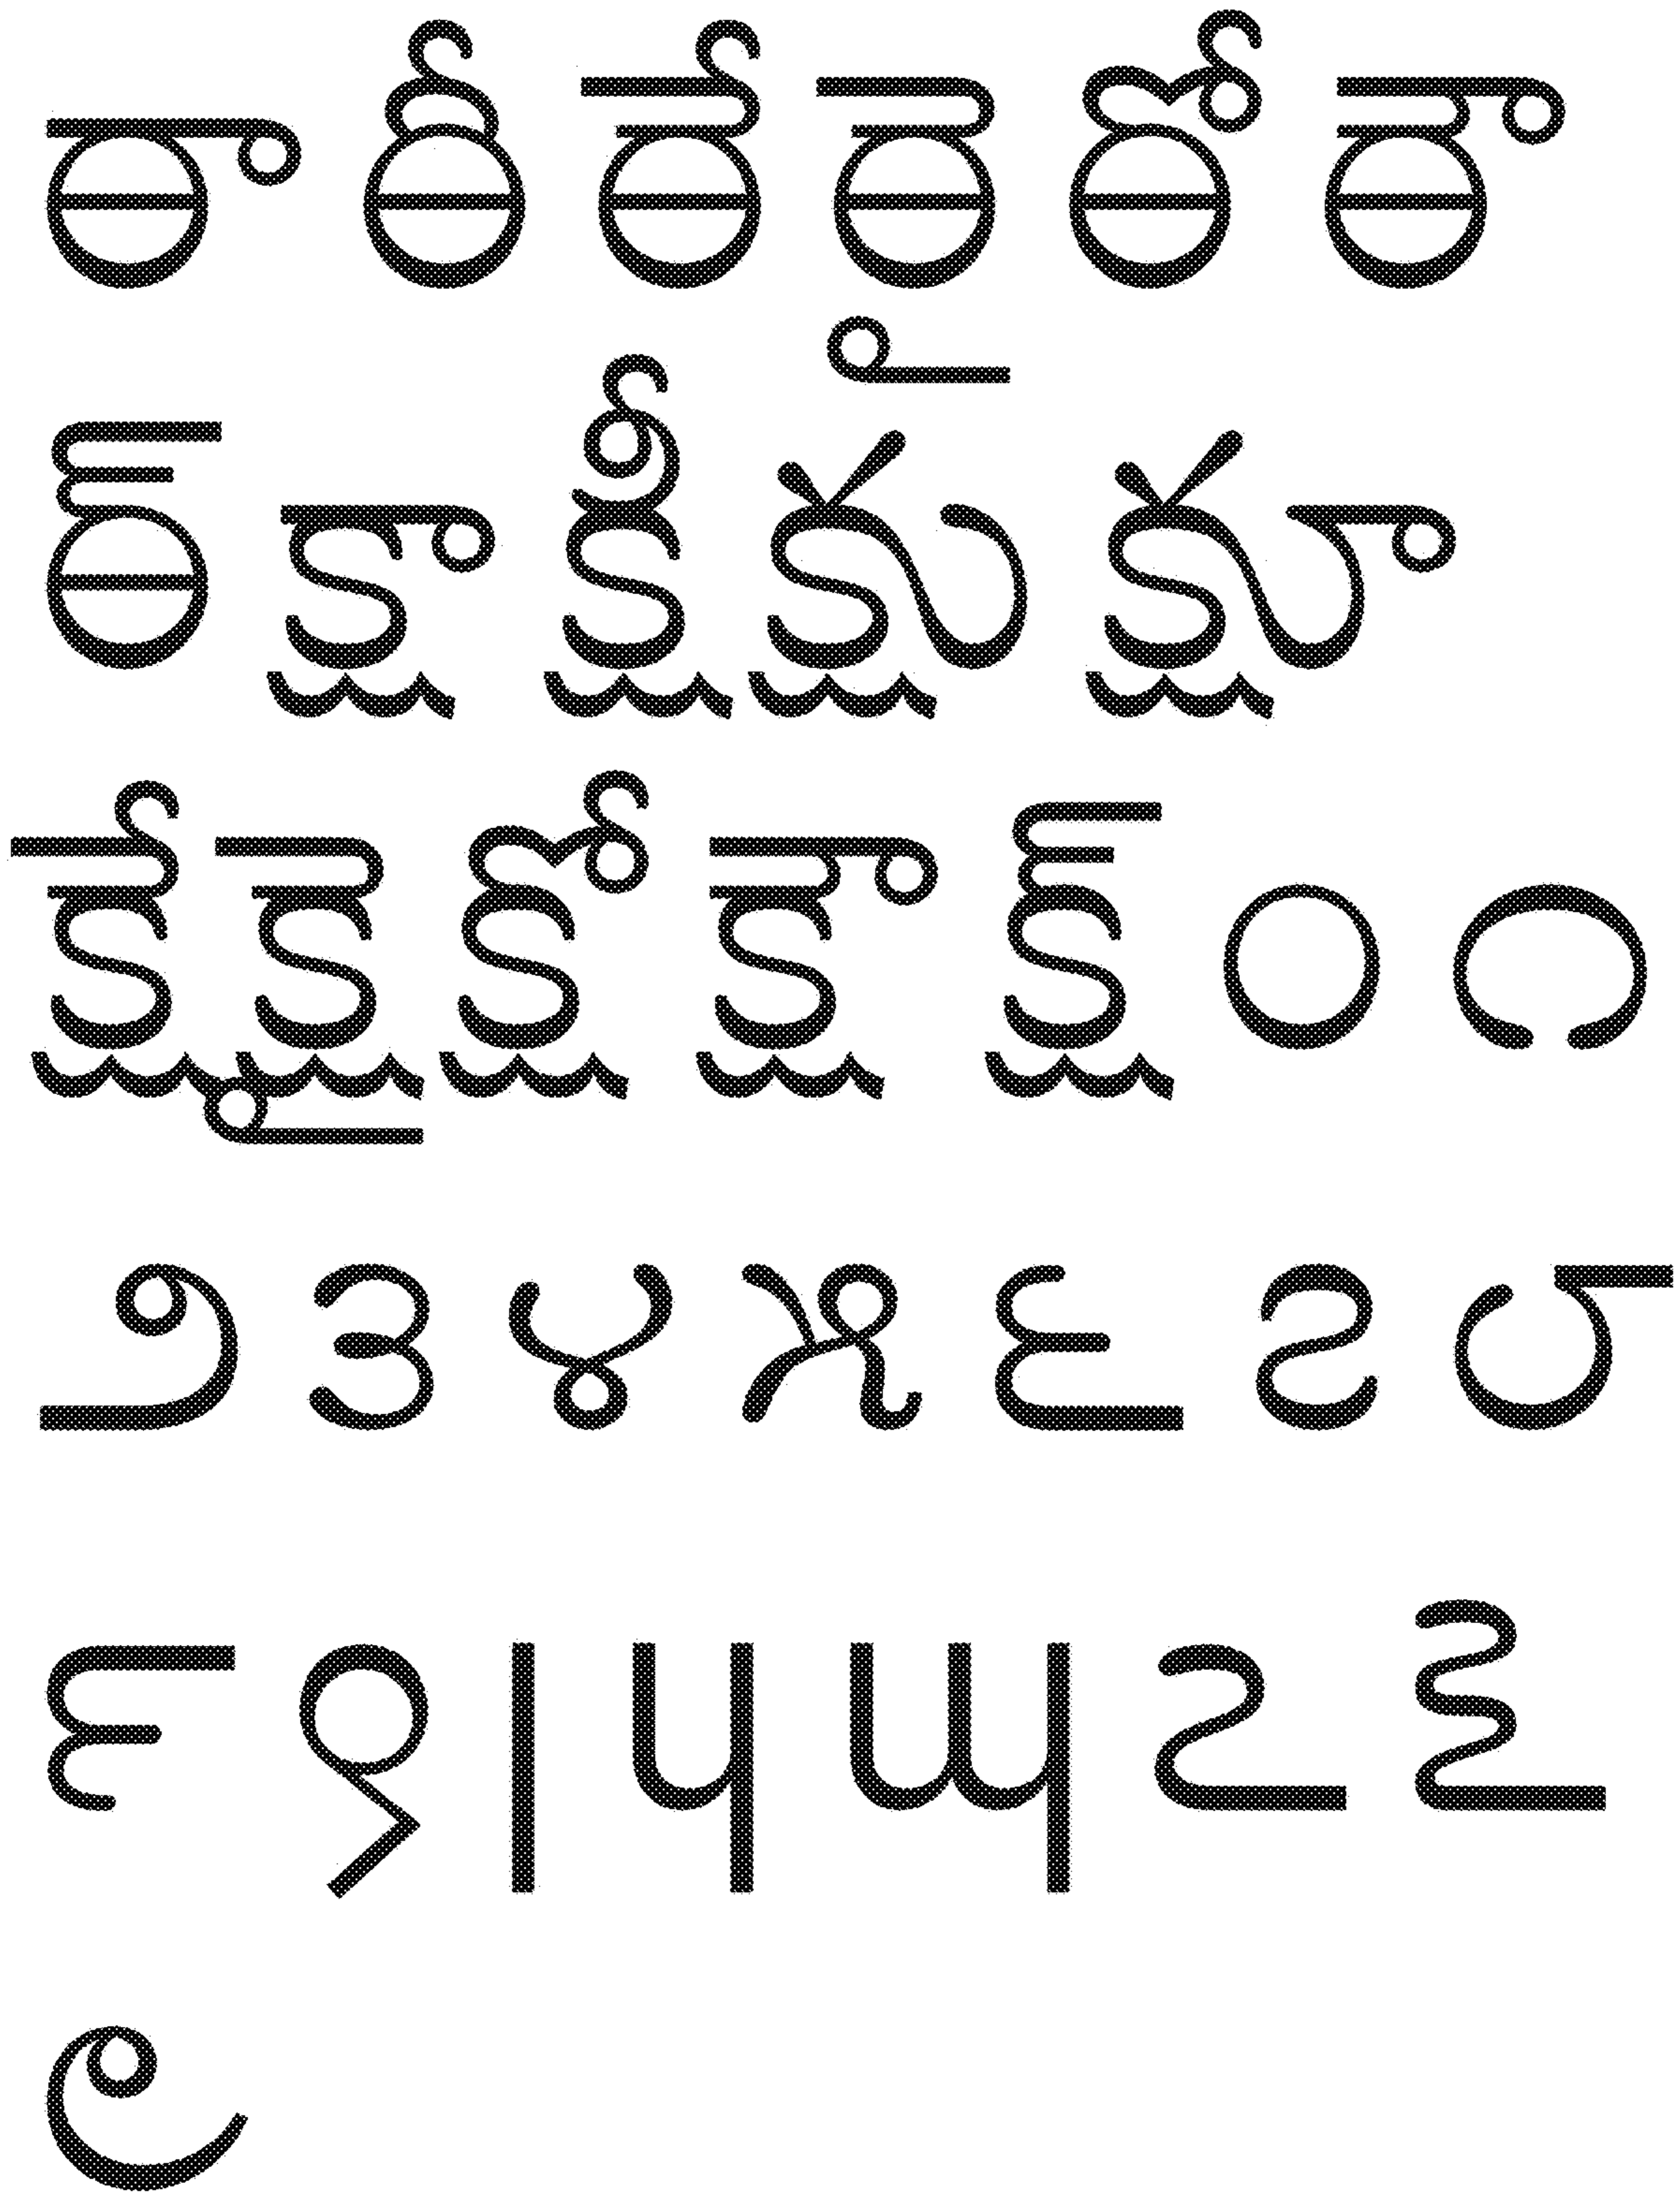 ౚా ౚీ ౚే ౚై ౚో ౚౌ
ౚ్ క్షా క్షీ క్షు క్షూ
క్షే క్షై క్షో క్షౌ క్ష్ ౦ ౧
౨ ౩ ౪ ౫ ౬ ౭ ౮
౯ ౸ ౹ ౺ ౻ ౽ ౾
౿